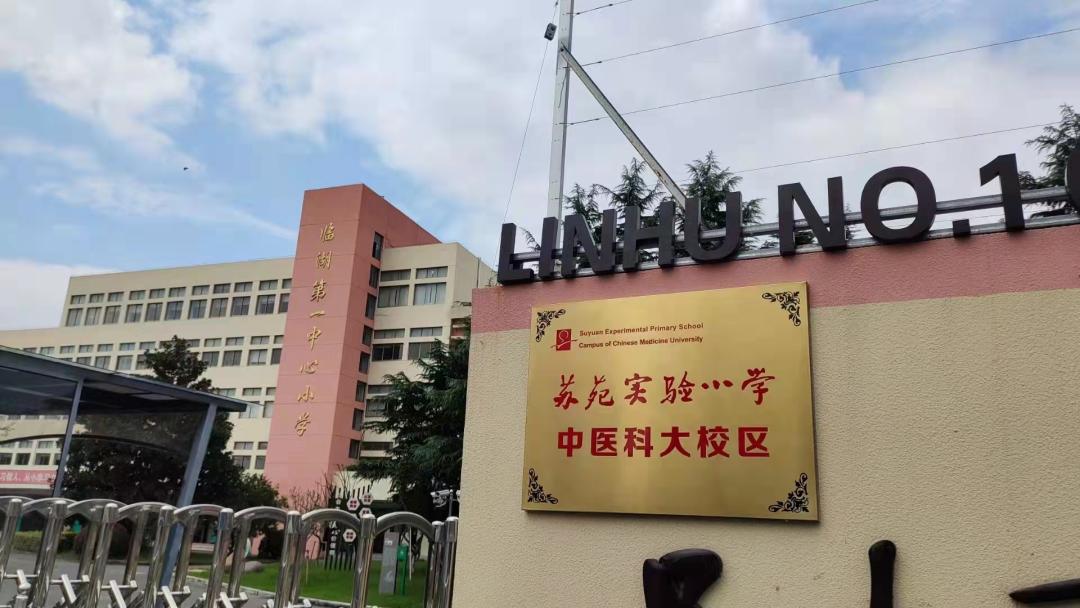 临湖第一中心小学
LINHU NO.1
Suyuan Experimental Primary School
Campus of Chinese Medicine University
苏苑实验小学
中医科大校区